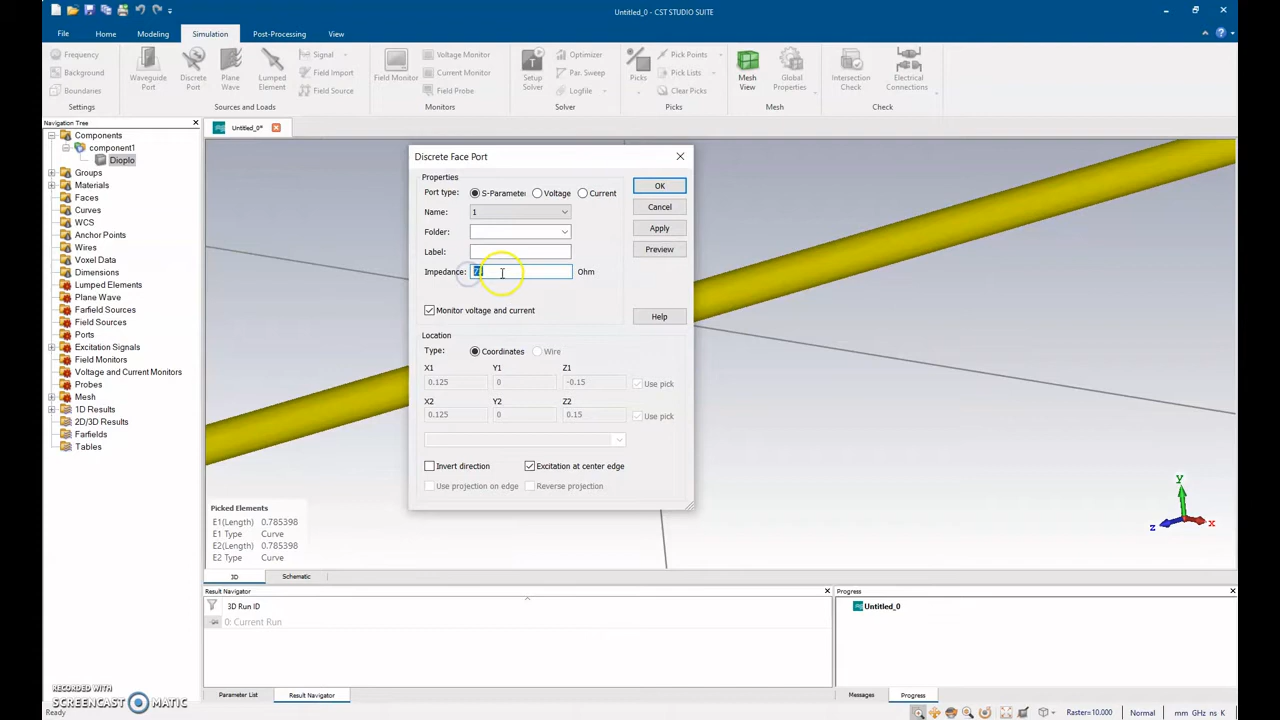 Untitled_0 - CST STUDIO SUITE
File
Home
Modeling
Simulation
Post-Processing
View
Frequency
Background
Boundaries
Settings
Waveguide Port
Discrete Port
Plane Wave
Lumped Element
Signal
Field Import
Field Source
Sources and Loads
Field Monitor
Voltage Monitor
Current Monitor
Field Probe
Monitors
Setup Solver
Optimizer
Par. Sweep
Logfile
Solver
Picks
Pick Points
Pick Lists
Clear Picks
Picks
Mesh View
Global Properties
Mesh
Intersection Check
Electrical Connections
Check
Navigation Tree
Components
component1
Dioplo
Groups
Materials
Faces
Curves
WCS
Anchor Points
Wires
Voxel Data
Dimensions
Lumped Elements
Plane Wave
Farfield Sources
Field Sources
Ports
Excitation Signals
Field Monitors
Voltage and Current Monitors
Probes
Mesh
1D Results
2D/3D Results
Farfields
Tables
Untitled_0*
Discrete Face Port
Properties
Port type: S-Parameter Voltage Current
Name: 1
Folder:
Label:
Impedance: Ohm
Monitor voltage and current
OK
Cancel
Apply
Preview
Help
Location
Type: Coordinates Wire
X1 Y1 Z1
0.125 0 -0.15 Use pick
X2 Y2 Z2
0.125 0 0.15 Use pick
Invert direction Excitation at center edge
Use projection on edge Reverse projection
Picked Elements
E1(Length) 0.785398
E1 Type Curve
E2(Length) 0.785398
E2 Type Curve
y
z
x
3D
Schematic
Result Navigator
3D Run ID
0: Current Run
Parameter List
Result Navigator
Progress
Untitled_0
Messages
Progress
RECORDED WITH
SCREENCAST MATIC
Ready
Raster=10.000 Normal mm GHz ns K